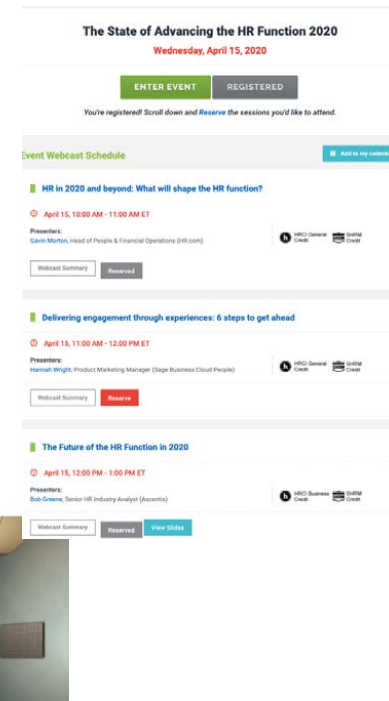 The State of Advancing the HR Function 2020
Wednesday, April 15, 2020
ENTER EVENT REGISTERED
You're registered! Scroll down and Reserve the sessions you'd like to attend.
Event Webcast Schedule
Add to my calenda
HR in 2020 and beyond: What will shape the HR function?
April 15, 10:00 AM - 11:00 AM ET
Presenters:
Gavin Morton, Head of People & Financial Operations (HR.com)
HRCI General Credit SHRM Credit
Webcast Summary Reserved
Delivering engagement through experiences: 6 steps to get ahead
April 15, 11:00 AM - 12:00 PM ET
Presenters:
Hannah Wright, Product Marketing Manager (Sage Business Cloud People)
HRCI General Credit SHRM Credit
Webcast Summary Reserve
The Future of the HR Function in 2020
April 15, 12:00 PM - 1:00 PM ET
Presenters:
Bob Greene, Senior HR Industry Analyst (Ascentis)
HRCI Business Credit SHRM Credit
Webcast Summary Reserved View Slides